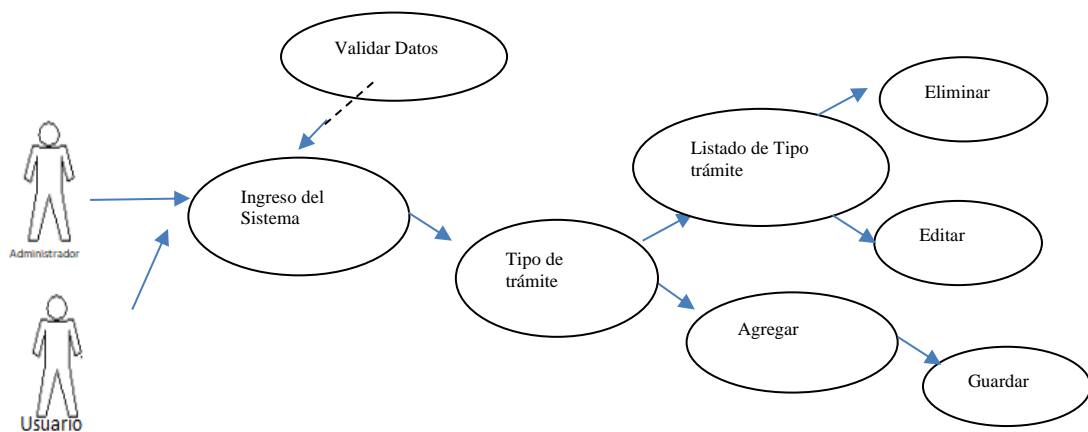 Validar Datos
Eliminar
Listado de Tipo
trámite
Ingreso del
Sistema
Administrador
Editar
Tipo de
trámite
Agregar
Guardar
Usuario